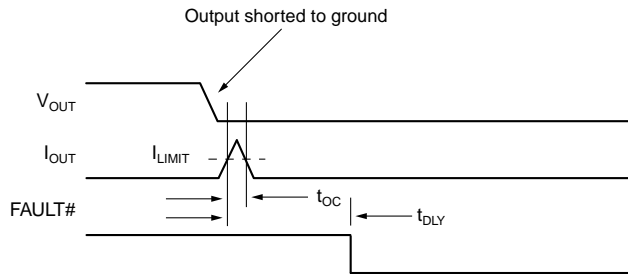 Output shorted to ground
VOUT
IOUT
ILIMIT
tOC
FAULT#
tDLY